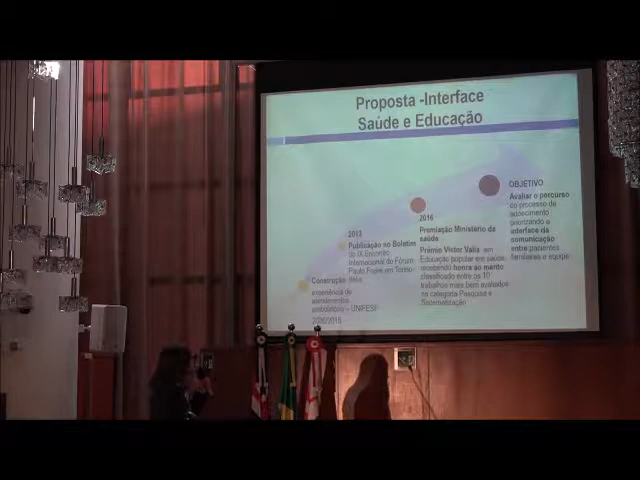 Proposta -Interface
Saúde e Educação
OBJETIVO
Avaliar o percurso
do processo de
adoecimento
priorizando a
interface da
comunicação
entre pacientes
familiares e equipe
2016
Premiação Ministério da
saúde
Prêmio Victor Valla em
Educação popular em saúde,
recebendo honra ao mérito
classificado entre os 10
trabalhos mais bem avaliados
na categoria Pesquisa e
Sistematização
2013
Publicação no Boletim
do IX Encontro
Internacional do Fórum
Paulo Freire em Torino-
Itália
Construção
experiência de
atendimentos
ambulatório – UNIFESP